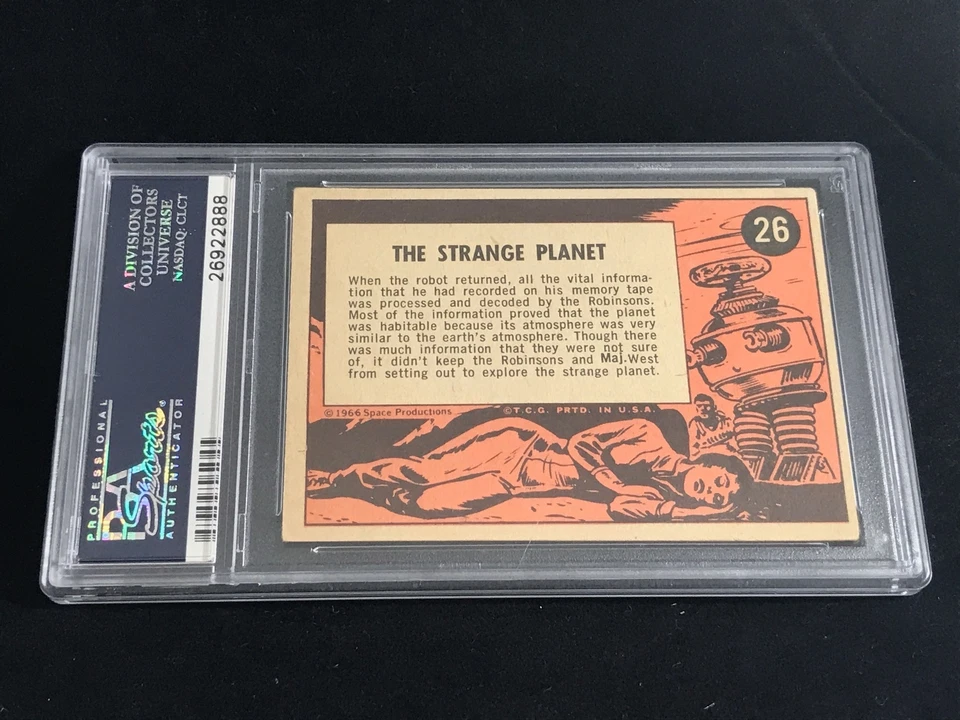 A DIVISION OF
COLLECTORS
UNIVERSE
NASDAQ: CLCT
26922888
PROFESSIONAL
PSA
Sports
AUTHENTICATOR
26
THE STRANGE PLANET
When the robot returned, all the vital informa-
tion that he had recorded on his memory tape
was processed and decoded by the Robinsons.
Most of the information proved that the planet
was habitable because its atmosphere was very
similar to the earth's atmosphere. Though there
was much information that they were not sure
of, it didn't keep the Robinsons and Maj. West
from setting out to explore the strange planet.
© 1966 Space Productions ©T.C.G. PRTD. IN U.S.A.